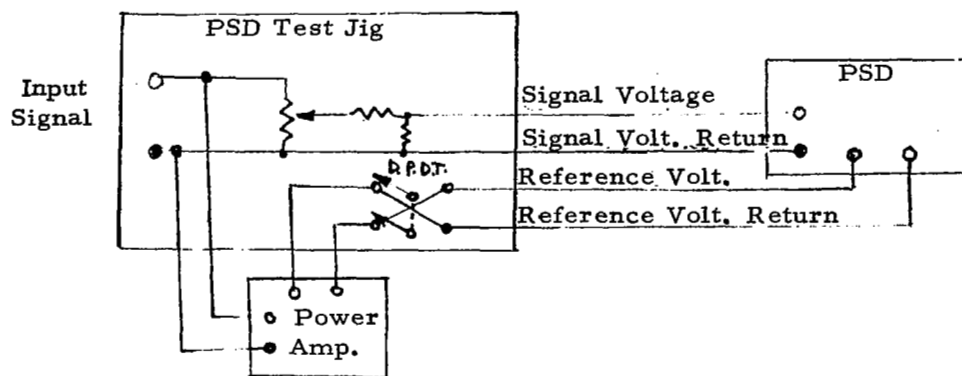 PSD Test Jig
Input
Signal
PSD
Signal Voltage
Signal Volt. Return
D.P.D.T.
Reference Volt.
Reference Volt. Return
Power
Amp.